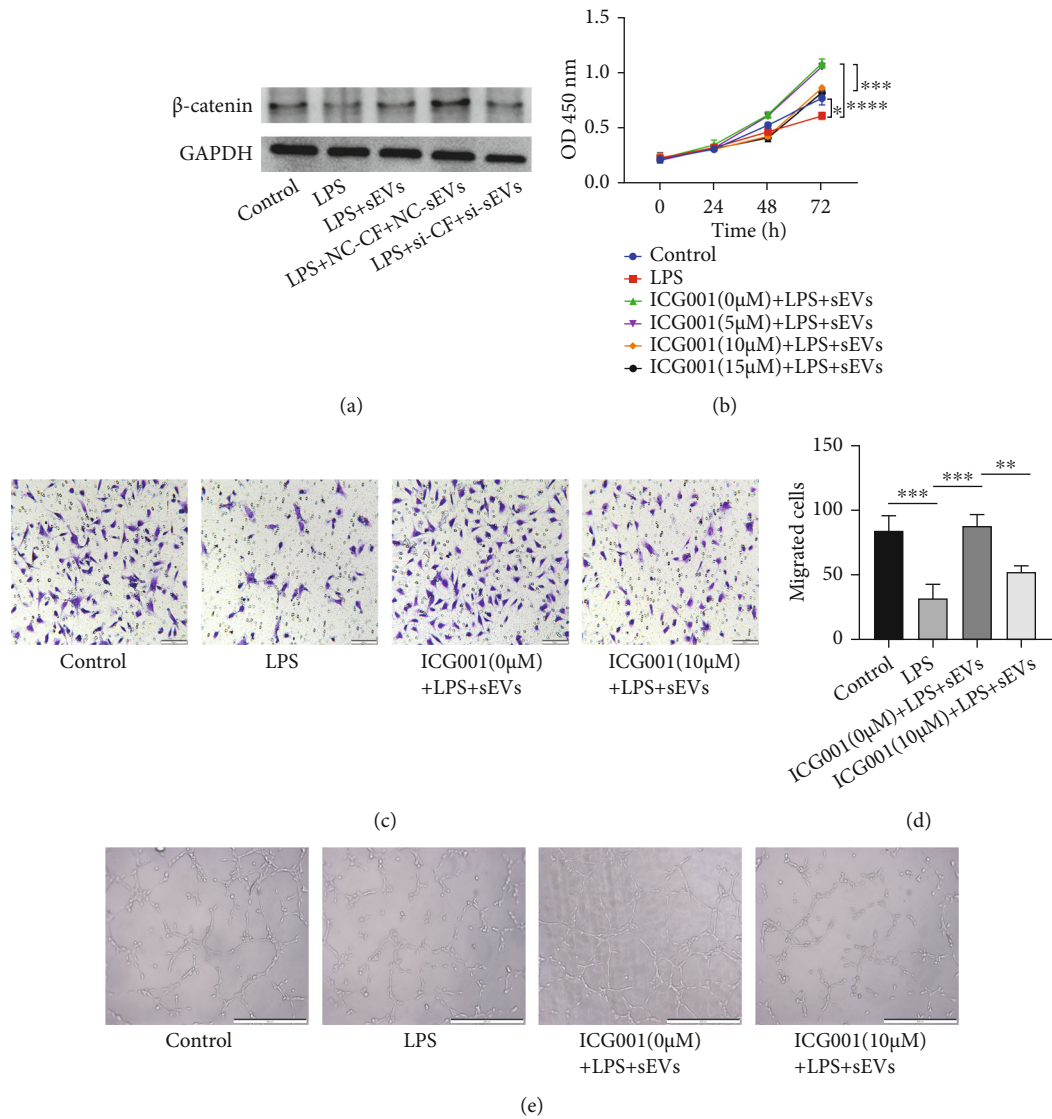 β-catenin
GAPDH
Control
LPS
LPS+sEVs
LPS+NC-CF+NC-sEVs
LPS+si-CF+si-sEVs
(a)
1.5
1.0
0.5
0.0
OD 450 nm
0 24 48 72
Time (h)
***
* ****
Control
LPS
ICG001(0μM)+LPS+sEVs
ICG001(5μM)+LPS+sEVs
ICG001(10μM)+LPS+sEVs
ICG001(15μM)+LPS+sEVs
(b)
Control
LPS
ICG001(0μM)
+LPS+sEVs
ICG001(10μM)
+LPS+sEVs
(c)
150
100
50
0
Migrated cells
*** *** **
Control
LPS
ICG001(0μM)+LPS+sEVs
ICG001(10μM)+LPS+sEVs
(d)
Control
LPS
ICG001(0μM)
+LPS+sEVs
ICG001(10μM)
+LPS+sEVs
(e)